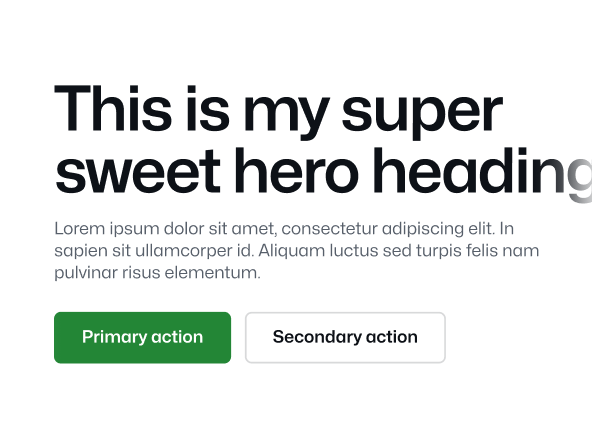 This is my super
sweet hero heading
Lorem ipsum dolor sit amet, consectetur adipiscing elit. In
sapien sit ullamcorper id. Aliquam luctus sed turpis felis nam
pulvinar risus elementum.
Primary action
Secondary action